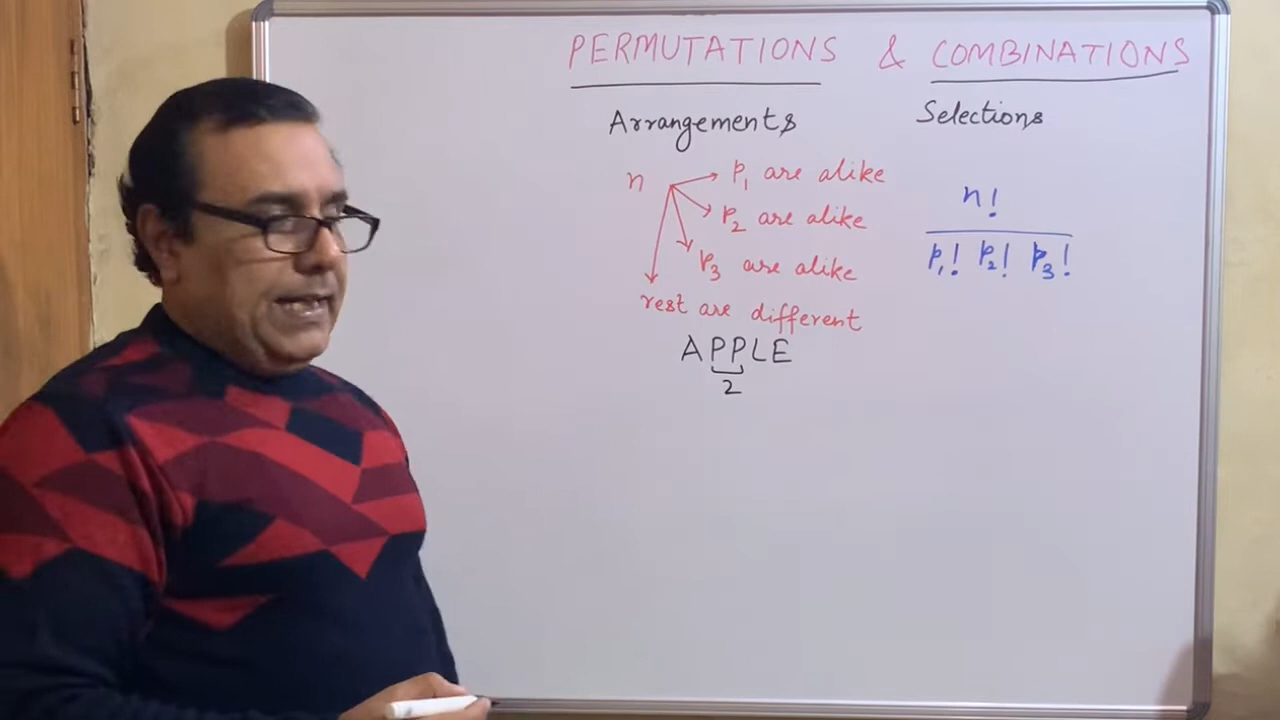 PERMUTATIONS & COMBINATIONS
Arrangements Selections
n p₁ are alike
p₂ are alike
p₃ are alike
rest are different
n!
p₁! p₂! p₃!
APPLE
2